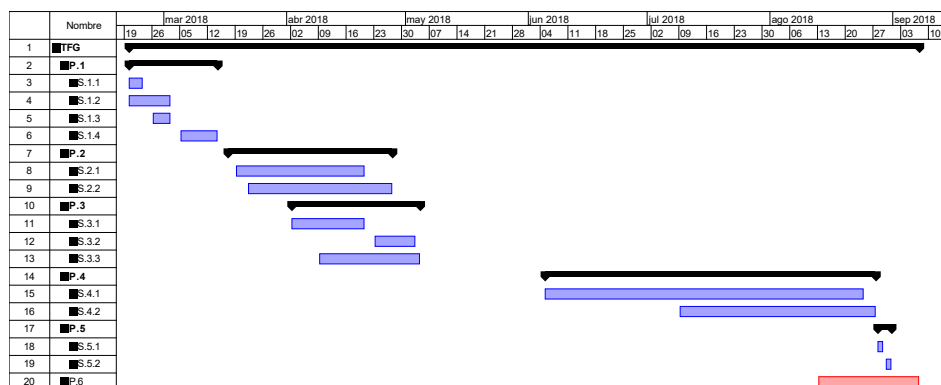 Nombre
mar 2018 abr 2018 may 2018 jun 2018 jul 2018 ago 2018 sep 2018
19 26 05 12 19 26 02 09 16 23 30 07 14 21 28 04 11 18 25 02 09 16 23 30 06 13 20 27 03 10
1 TFG
2 P.1
3 S.1.1
4 S.1.2
5 S.1.3
6 S.1.4
7 P.2
8 S.2.1
9 S.2.2
10 P.3
11 S.3.1
12 S.3.2
13 S.3.3
14 P.4
15 S.4.1
16 S.4.2
17 P.5
18 S.5.1
19 S.5.2
20 P.6